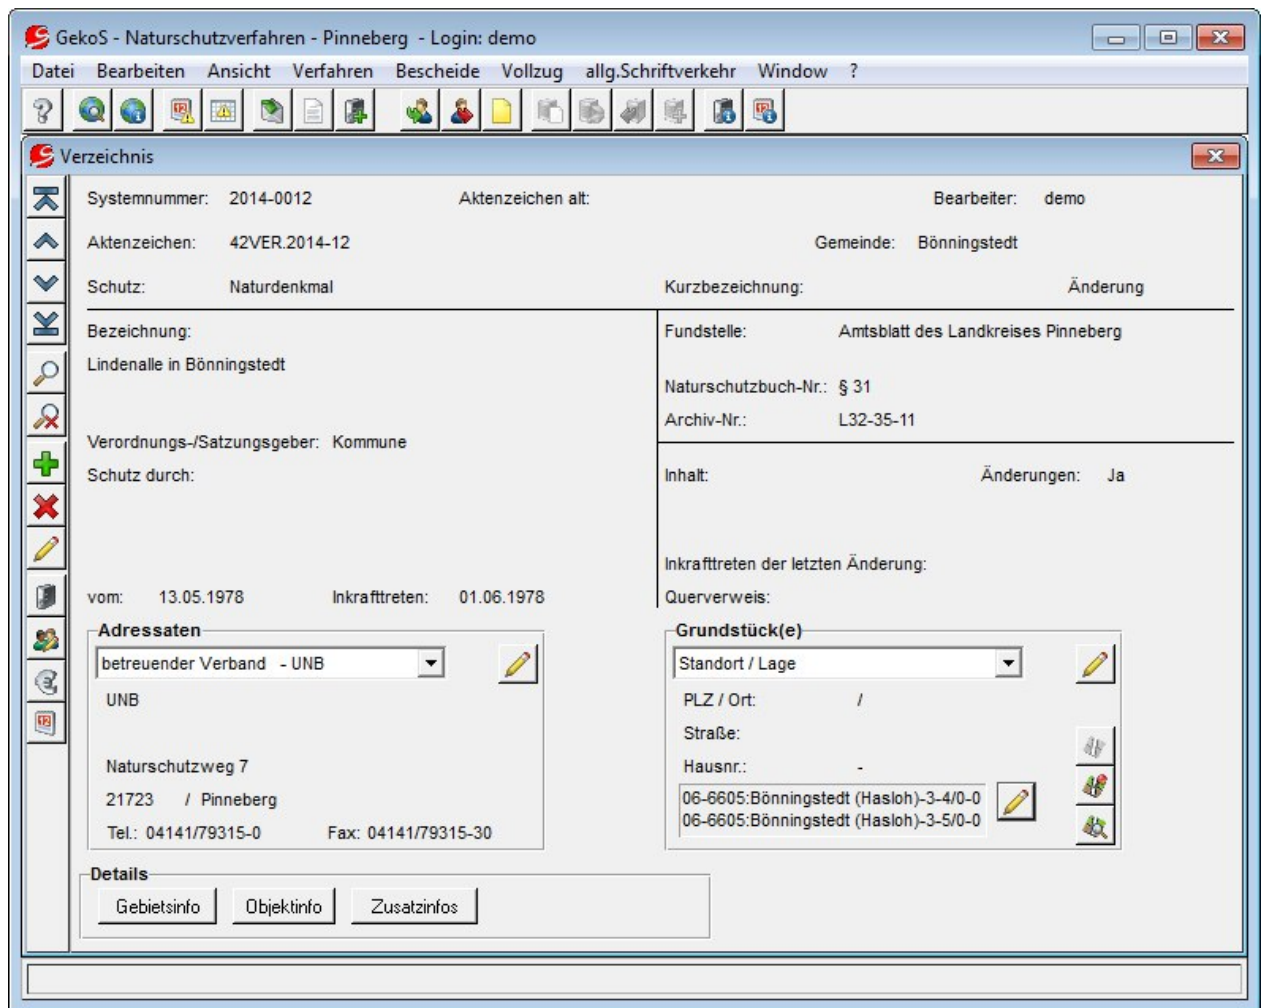 GekoS - Naturschutzverfahren - Pinneberg - Login: demo
Datei Bearbeiten Ansicht Verfahren Bescheide Vollzug allg.Schriftverkehr Window ?
Verzeichnis
Systemnummer: 2014-0012 Aktenzeichen alt: Bearbeiter: demo
Aktenzeichen: 42VER.2014-12 Gemeinde: Bönningstedt
Schutz: Naturdenkmal Kurzbezeichnung: Änderung
Bezeichnung: Fundstelle: Amtsblatt des Landkreises Pinneberg
Lindenalle in Bönningstedt
Naturschutzbuch-Nr.: § 31
Archiv-Nr.: L32-35-11
Verordnungs-/Satzungsgeber: Kommune
Schutz durch: Inhalt: Änderungen: Ja
Inkrafttreten der letzten Änderung:
vom: 13.05.1978 Inkrafttreten: 01.06.1978 Querverweis:
Adressaten Grundstück(e)
betreuender Verband - UNB Standort / Lage
UNB PLZ / Ort: /
Straße:
Naturschutzweg 7 Hausnr.: -
21723 / Pinneberg 06-6605:Bönningstedt (Hasloh)-3-4/0-0
06-6605:Bönningstedt (Hasloh)-3-5/0-0
Tel.: 04141/79315-0 Fax: 04141/79315-30
Details
Gebietsinfo Objektinfo Zusatzinfos